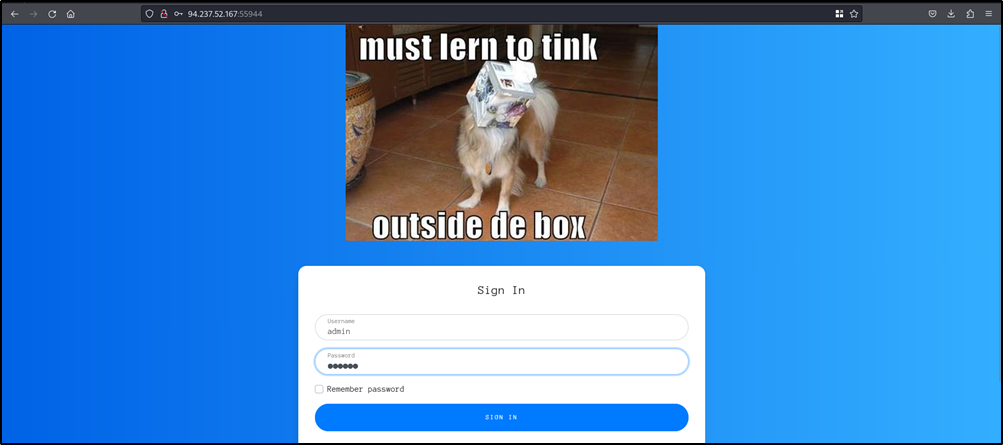 94.237.52.167:55944
must lern to tink
outside de box
Sign In
Username
admin
Password
●●●●●●
Remember password
SIGN IN